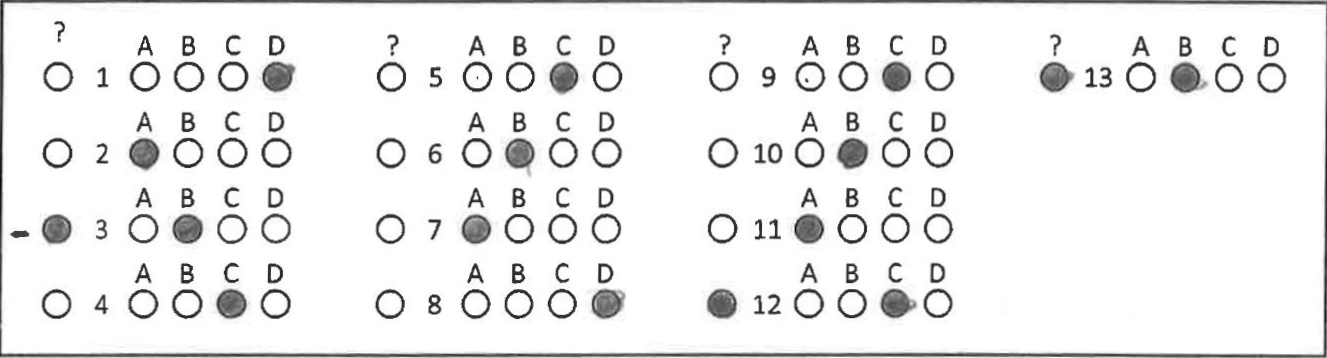 ? A B C D ? A B C D ? A B C D ? A B C D
1 5 9 13
A B C D A B C D A B C D
2 6 10
A B C D A B C D A B C D
3 7 11
A B C D A B C D A B C D
4 8 12